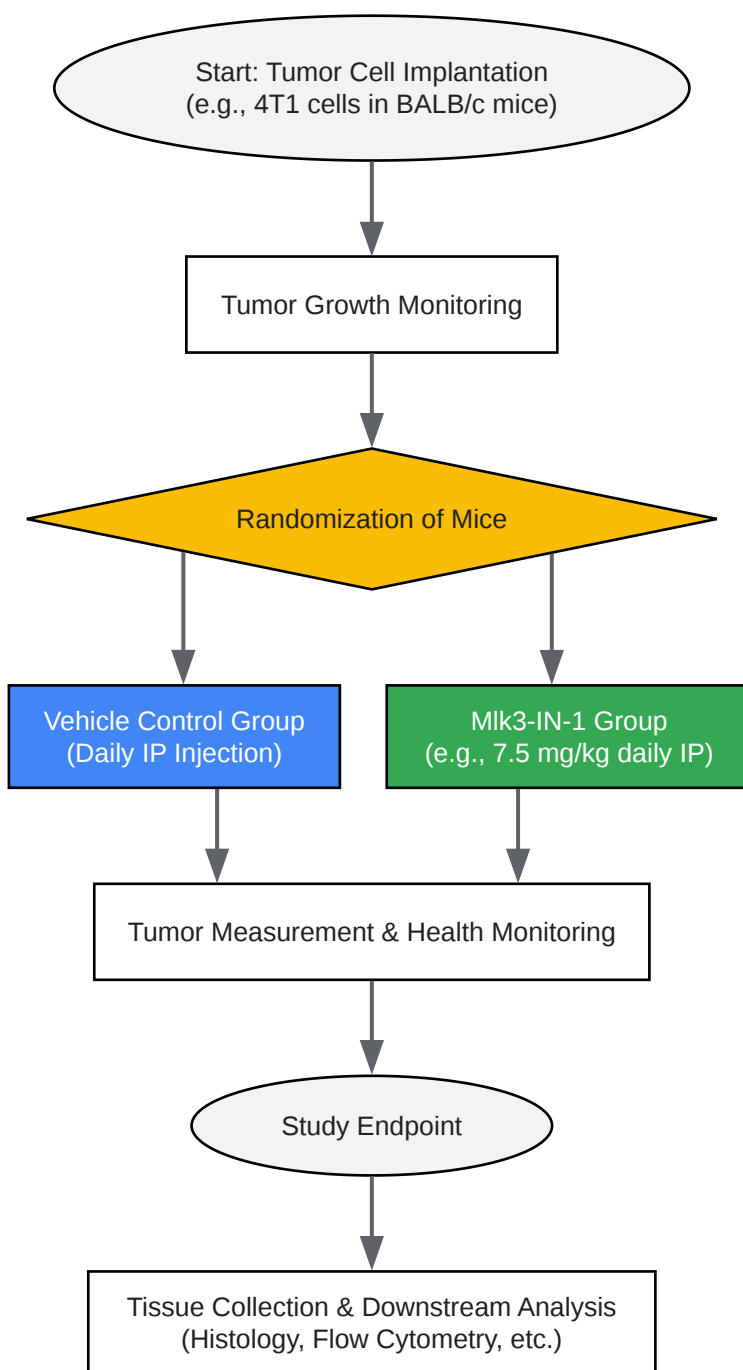 Start: Tumor Cell Implantation
(e.g., 4T1 cells in BALB/c mice)
Tumor Growth Monitoring
Randomization of Mice
Vehicle Control Group
(Daily IP Injection)
Mlk3-IN-1 Group
(e.g., 7.5 mg/kg daily IP)
Tumor Measurement & Health Monitoring
Study Endpoint
Tissue Collection & Downstream Analysis
(Histology, Flow Cytometry, etc.)